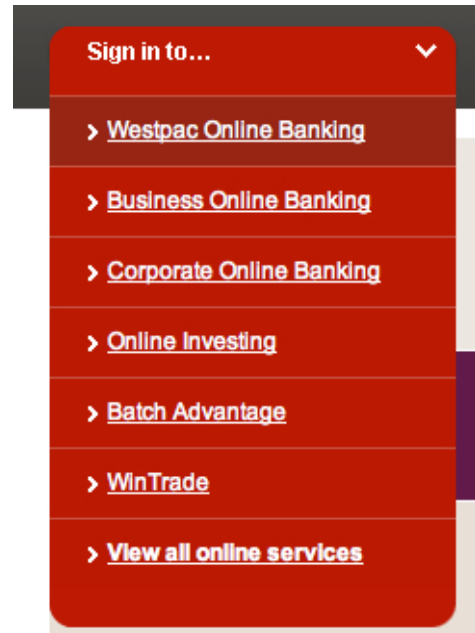 Sign in to...
Westpac Online Banking
Business Online Banking
Corporate Online Banking
Online Investing
Batch Advantage
WinTrade
View all online services